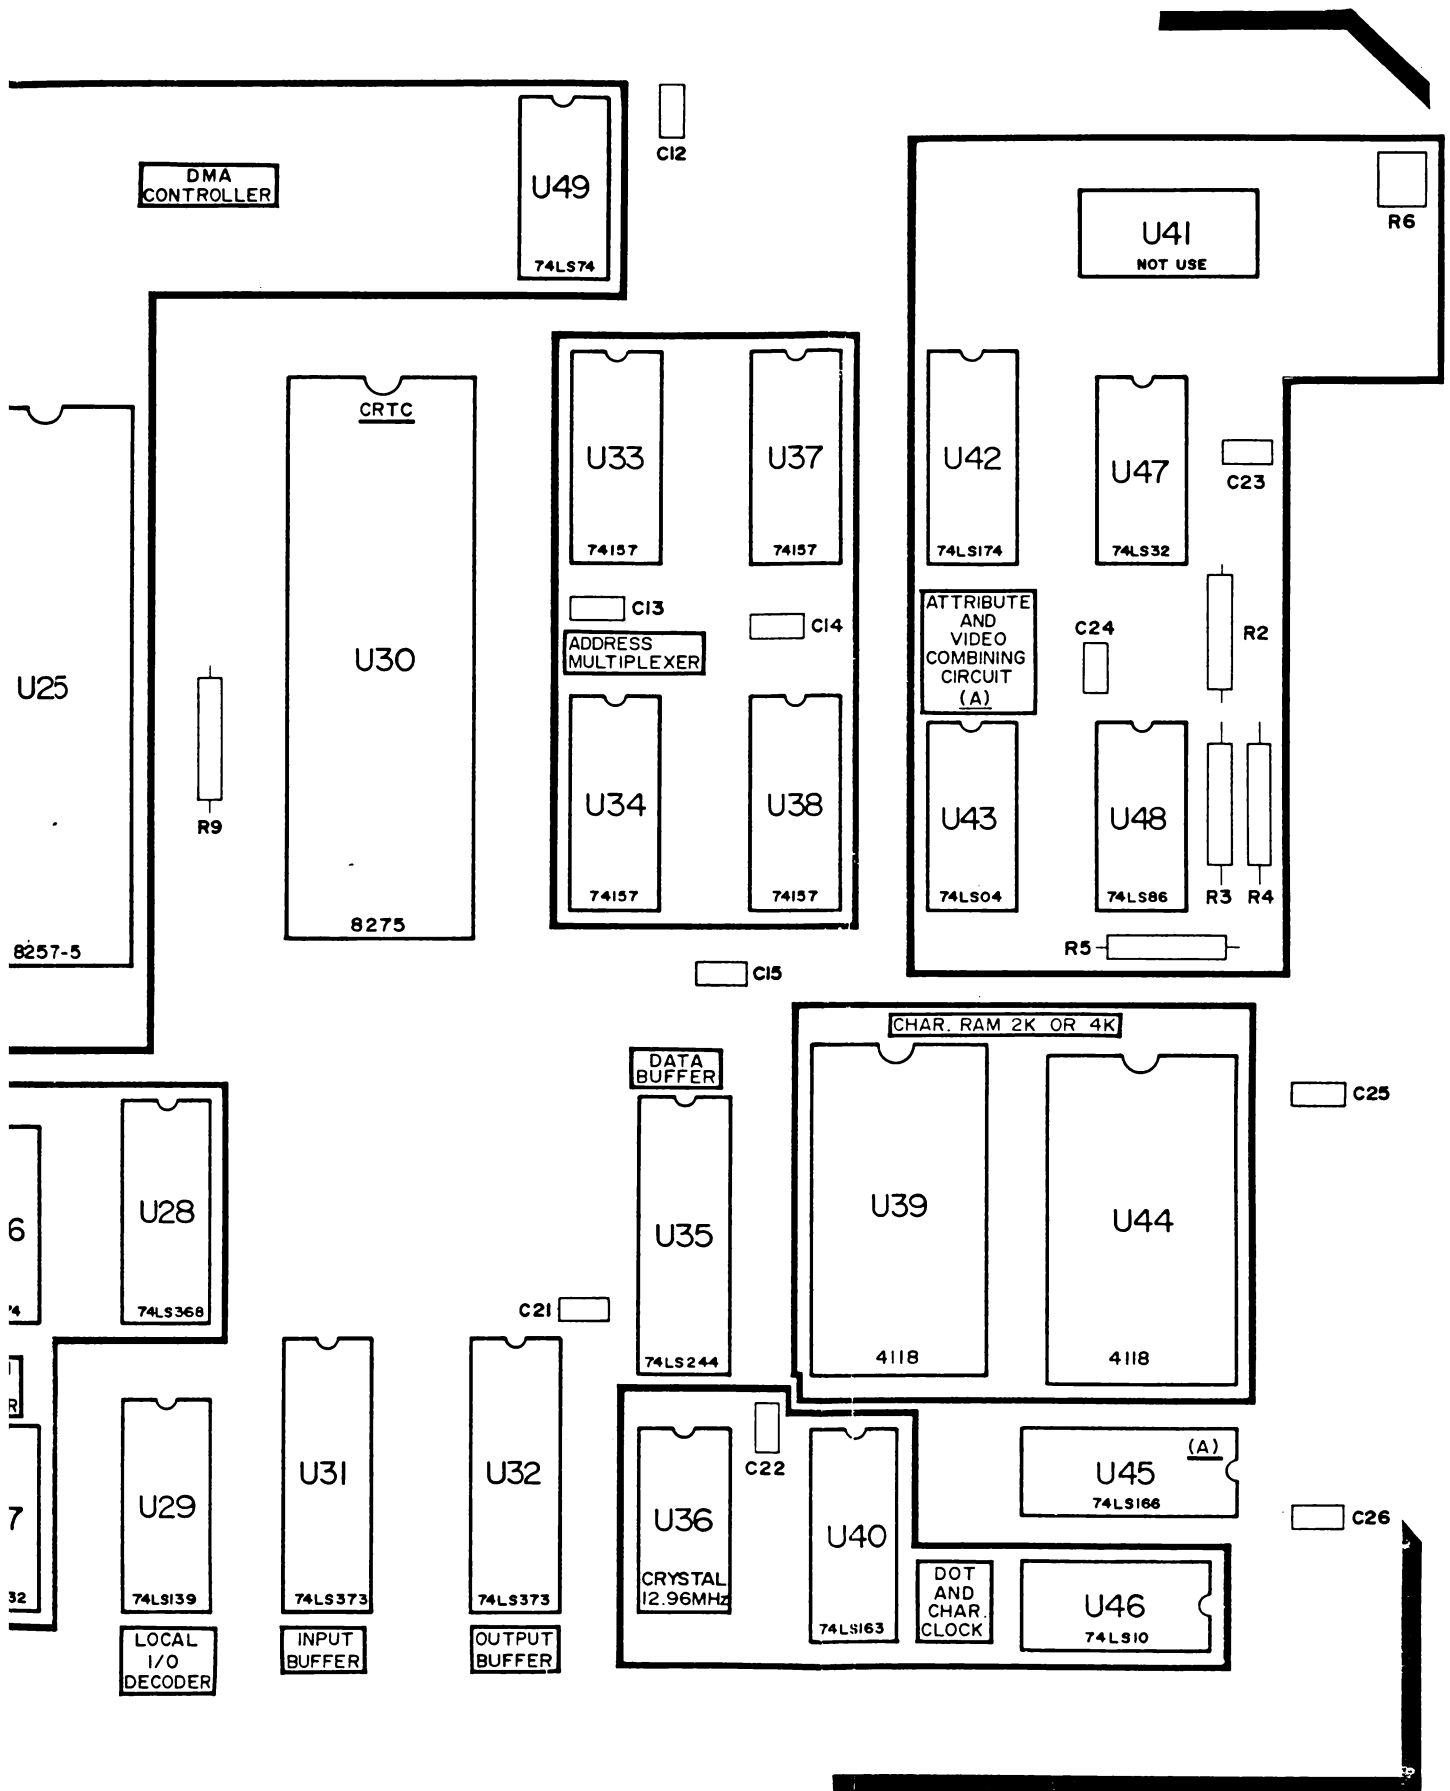 C12
DMA
CONTROLLER
U49
74LS74
R6
U41
NOT USE
CRTC
U33
74157
U37
74157
U42
74LS174
U47
74LS32
C23
C13
C14
ADDRESS
MULTIPLEXER
ATTRIBUTE
AND
VIDEO
COMBINING
CIRCUIT
(A)
C24
R2
U25
8257-5
R9
U30
8275
U34
74157
U38
74157
U43
74LS04
U48
74LS86
R3
R4
R5
C15
CHAR. RAM 2K OR 4K
DATA
BUFFER
C25
U28
74LS368
6
74
U35
74LS244
U39
4118
U44
4118
C21
R
7
32
U29
74LS139
U31
74LS373
U32
74LS373
U36
CRYSTAL
12.96MHz
C22
U40
74LS163
(A)
U45
74LS166
C26
DOT
AND
CHAR.
CLOCK
U46
74LS10
LOCAL
I/O
DECODER
INPUT
BUFFER
OUTPUT
BUFFER